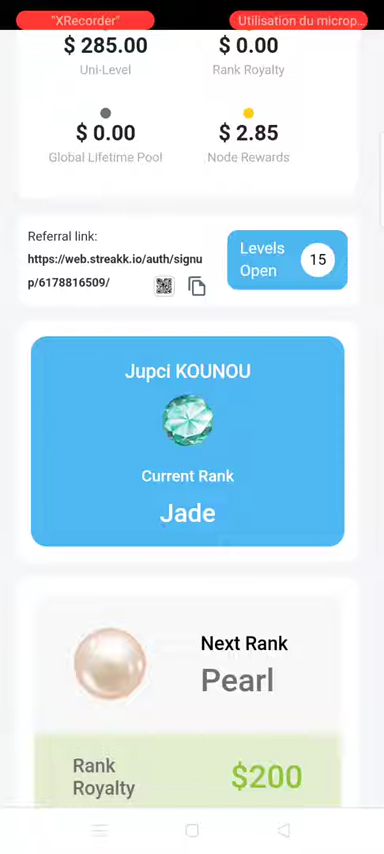 "XRecorder"
Utilisation du microp...
$ 285.00
$ 0.00
Uni-Level
Rank Royalty
$ 0.00
$ 2.85
Global Lifetime Pool
Node Rewards
Referral link:
https://web.streakk.io/auth/signu
p/6178816509/
Levels
Open
15
Jupci KOUNOU
Current Rank
Jade
Next Rank
Pearl
Rank
Royalty
$200